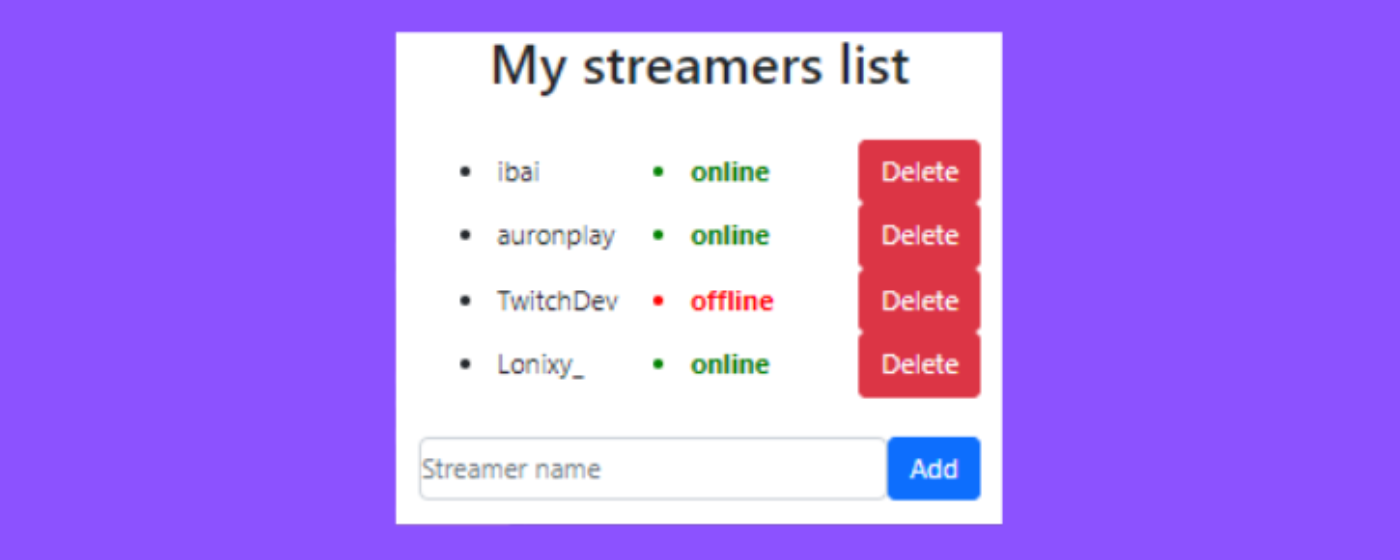 My streamers list
• ibai • online Delete
• auronplay • online Delete
• TwitchDev • offline Delete
• Lonixy_ • online Delete
Streamer name Add